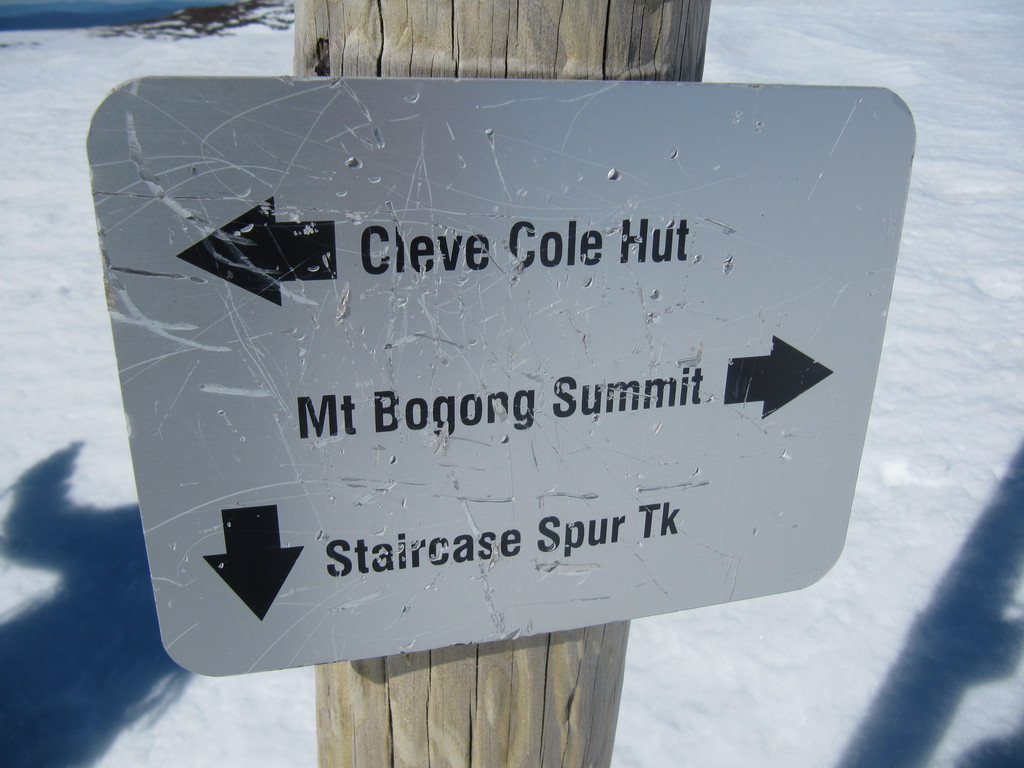 Cleve Cole Hut
Mt Bogong Summit
Staircase Spur Tk